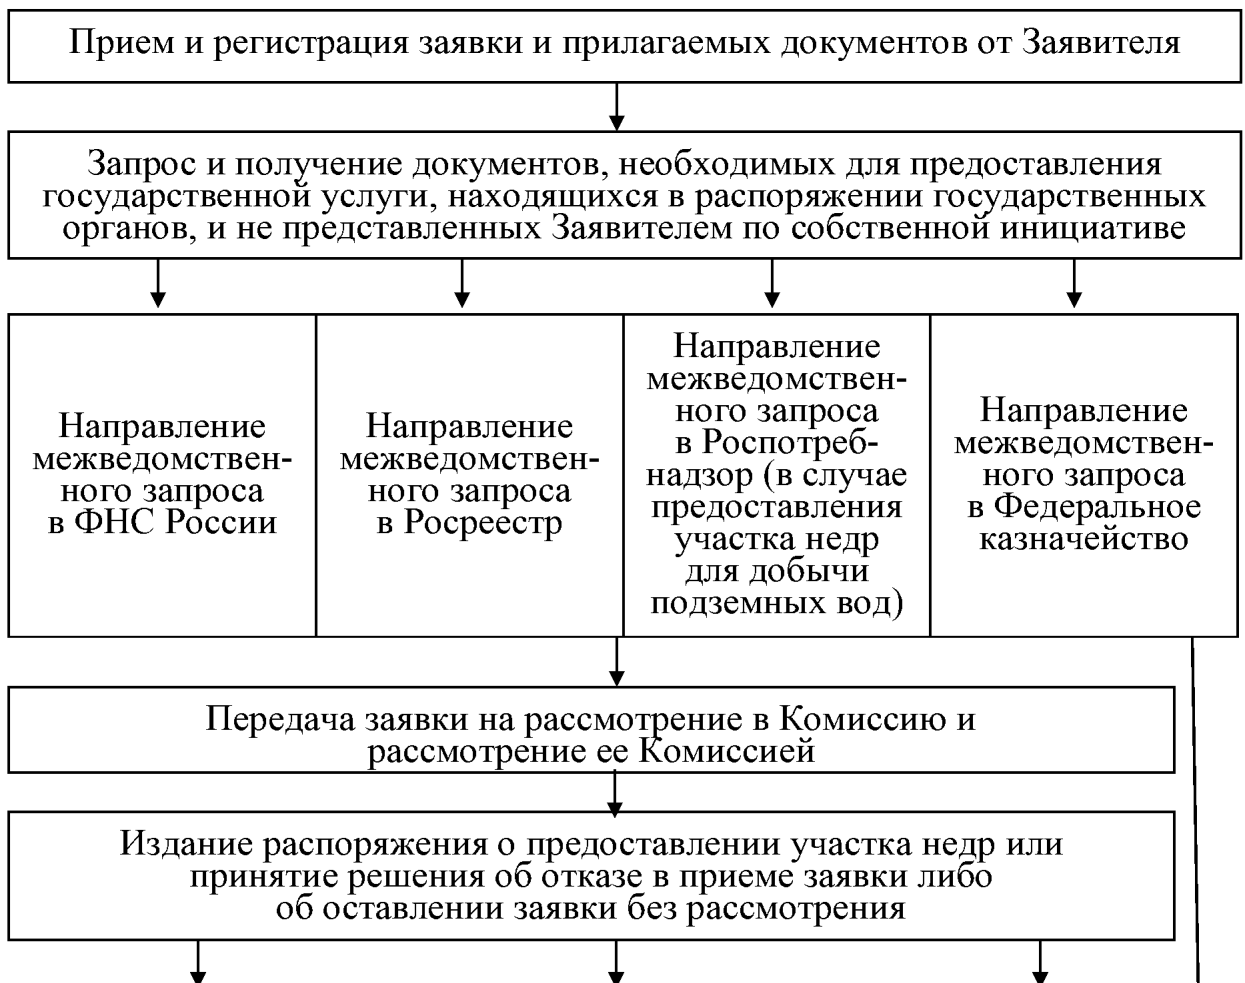 Прием и регистрация заявки и прилагаемых документов от Заявителя
Запрос и получение документов, необходимых для предоставления
государственной услуги, находящихся в распоряжении государственных
органов, и не представленных Заявителем по собственной инициативе
Направление
межведомствен-
ного запроса
в ФНС России
Направление
межведомствен-
ного запроса
в Росреестр
Направление
межведомствен-
ного запроса
в Роспотреб-
надзор (в случае
предоставления
участка недр
для добычи
подземных вод)
Направление
межведомствен-
ного запроса
в Федеральное
казначейство
Передача заявки на рассмотрение в Комиссию и
рассмотрение ее Комиссией
Издание распоряжения о предоставлении участка недр или
принятие решения об отказе в приеме заявки либо
об оставлении заявки без рассмотрения